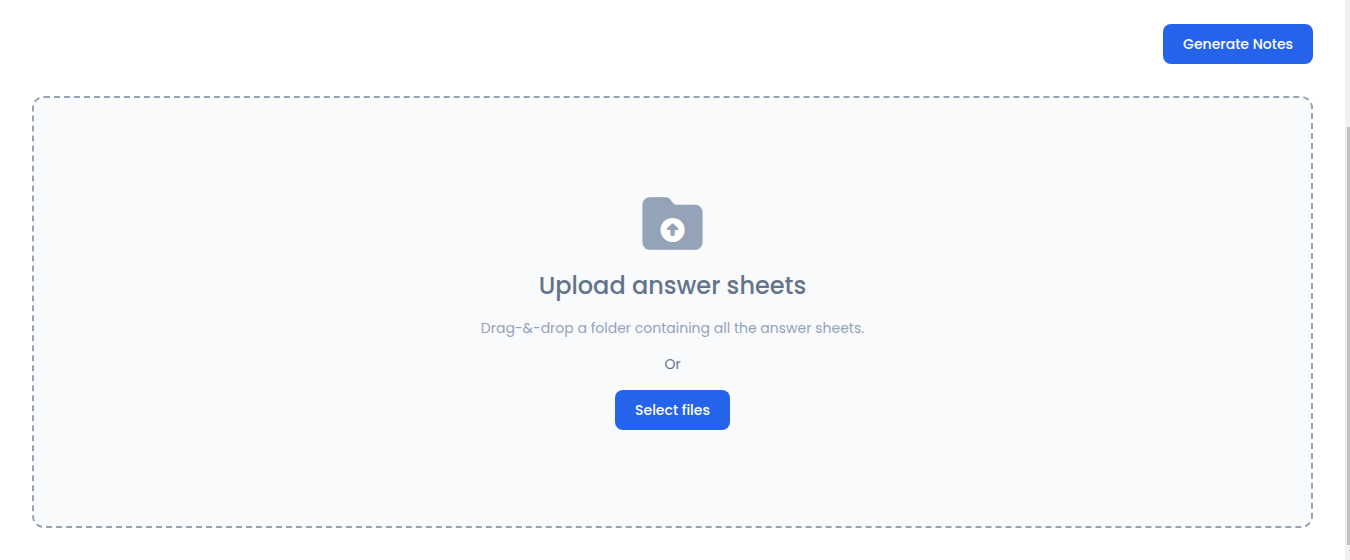 Generate Notes
Upload answer sheets
Drag-&-drop a folder containing all the answer sheets.
Or
Select files